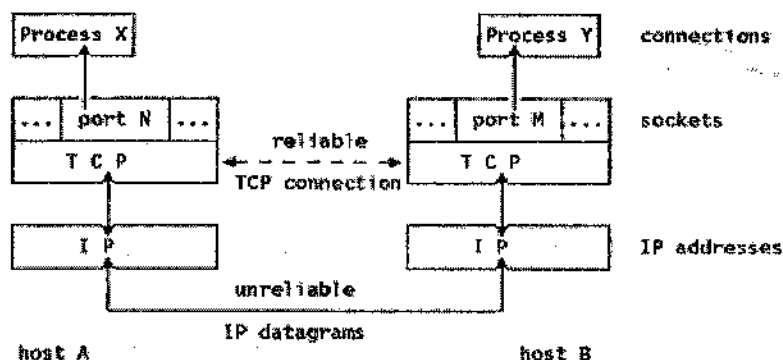 Process X Process Y connections
... port N ... ... port M ... sockets
reliable
T C P T C P
TCP connection
I P I P IP addresses
unreliable
IP datagrams
host A host B